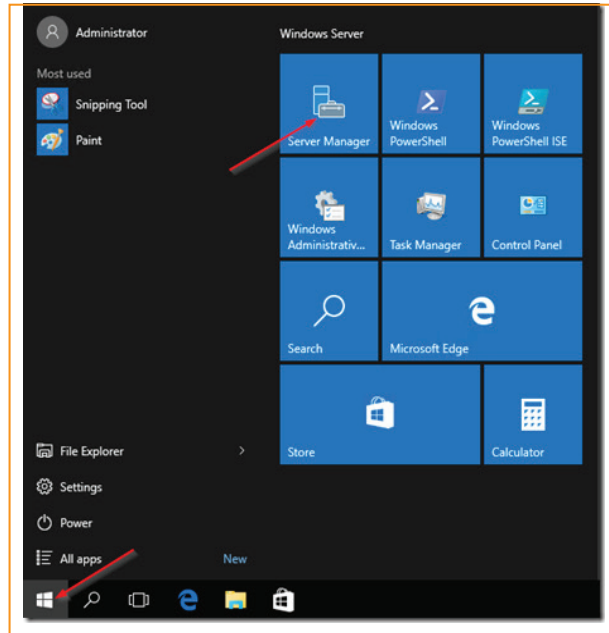 Administrator
Most used
Snipping Tool
Paint
File Explorer
Settings
Power
All apps
New
Windows Server
Server Manager
Windows
PowerShell
Windows
PowerShell ISE
Windows
Administrativ...
Task Manager
Control Panel
Search
Microsoft Edge
Store
Calculator